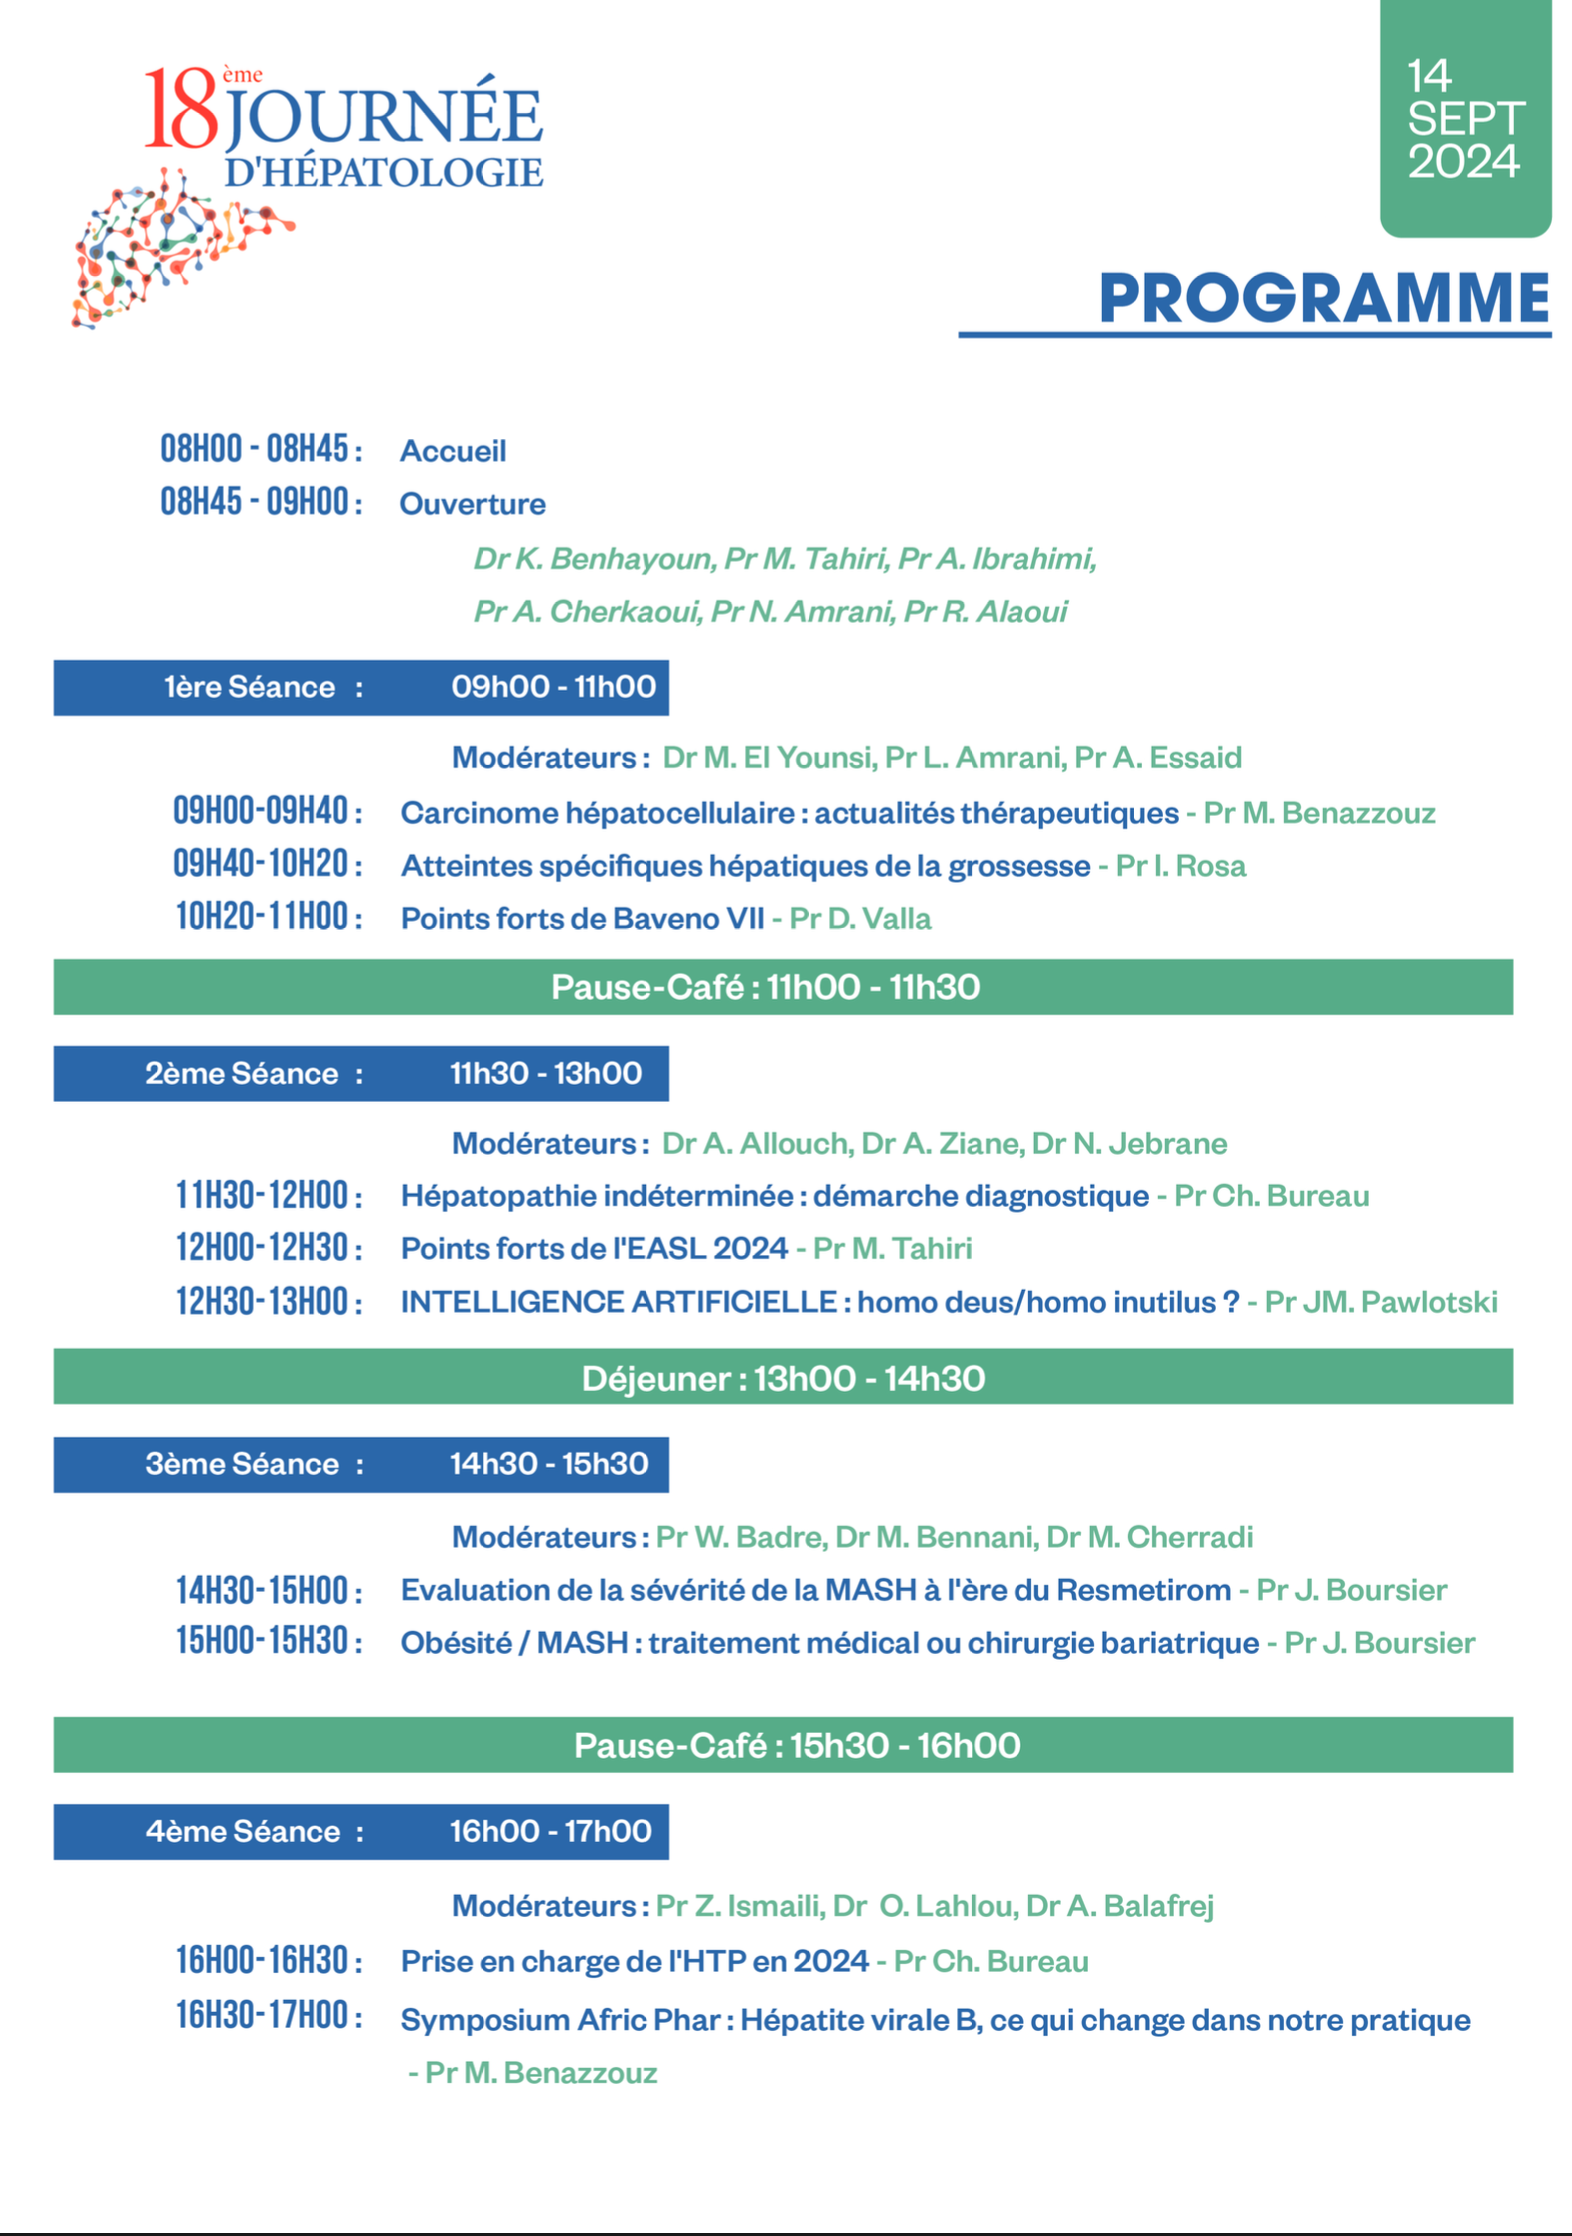 18ème JOURNÉE
D'HÉPATOLOGIE
14
SEPT
2024
PROGRAMME
08H00 - 08H45 : Accueil
08H45 - 09H00 : Ouverture
Dr K. Benhayoun, Pr M. Tahiri, Pr A. Ibrahimi,
Pr A. Cherkaoui, Pr N. Amrani, Pr R. Alaoui
1ère Séance : 09h00 - 11h00
Modérateurs : Dr M. El Younsi, Pr L. Amrani, Pr A. Essaid
09H00-09H40 : Carcinome hépatocellulaire : actualités thérapeutiques - Pr M. Benazzouz
09H40-10H20 : Atteintes spécifiques hépatiques de la grossesse - Pr I. Rosa
10H20-11H00 : Points forts de Baveno VII - Pr D. Valla
Pause-Café : 11h00 - 11h30
2ème Séance : 11h30 - 13h00
Modérateurs : Dr A. Allouch, Dr A. Ziane, Dr N. Jebrane
11H30-12H00 : Hépatopathie indéterminée : démarche diagnostique - Pr Ch. Bureau
12H00-12H30 : Points forts de l'EASL 2024 - Pr M. Tahiri
12H30-13H00 : INTELLIGENCE ARTIFICIELLE : homo deus/homo inutilus ? - Pr JM. Pawlotski
Déjeuner : 13h00 - 14h30
3ème Séance : 14h30 - 15h30
Modérateurs : Pr W. Badre, Dr M. Bennani, Dr M. Cherradi
14H30-15H00 : Evaluation de la sévérité de la MASH à l'ère du Resmetirom - Pr J. Boursier
15H00-15H30 : Obésité / MASH : traitement médical ou chirurgie bariatrique - Pr J. Boursier
Pause-Café : 15h30 - 16h00
4ème Séance : 16h00 - 17h00
Modérateurs : Pr Z. Ismaili, Dr O. Lahlou, Dr A. Balafrej
16H00-16H30 : Prise en charge de l'HTP en 2024 - Pr Ch. Bureau
16H30-17H00 : Symposium Afric Phar : Hépatite virale B, ce qui change dans notre pratique
- Pr M. Benazzouz